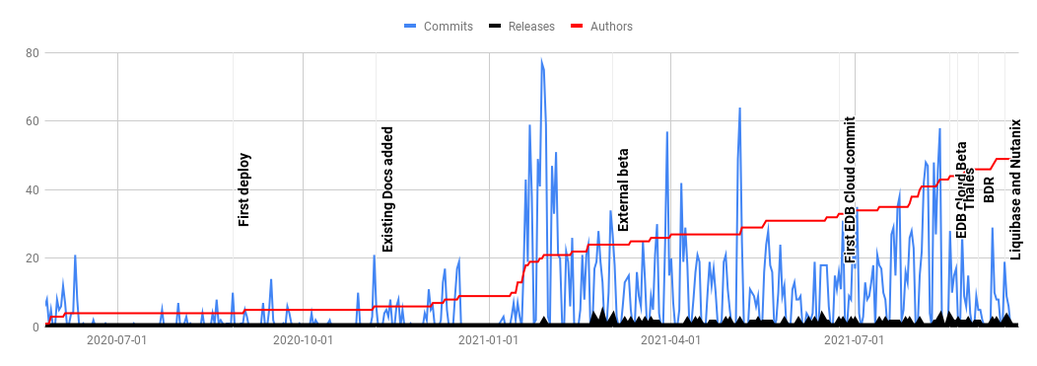 Commits Releases Authors
80
60
40
20
0
First deploy
Existing Docs added
External beta
First EDB Cloud commit
EDB Cloud Beta
Thales
BDR
Liquibase and Nutanix
2020-07-01 2020-10-01 2021-01-01 2021-04-01 2021-07-01